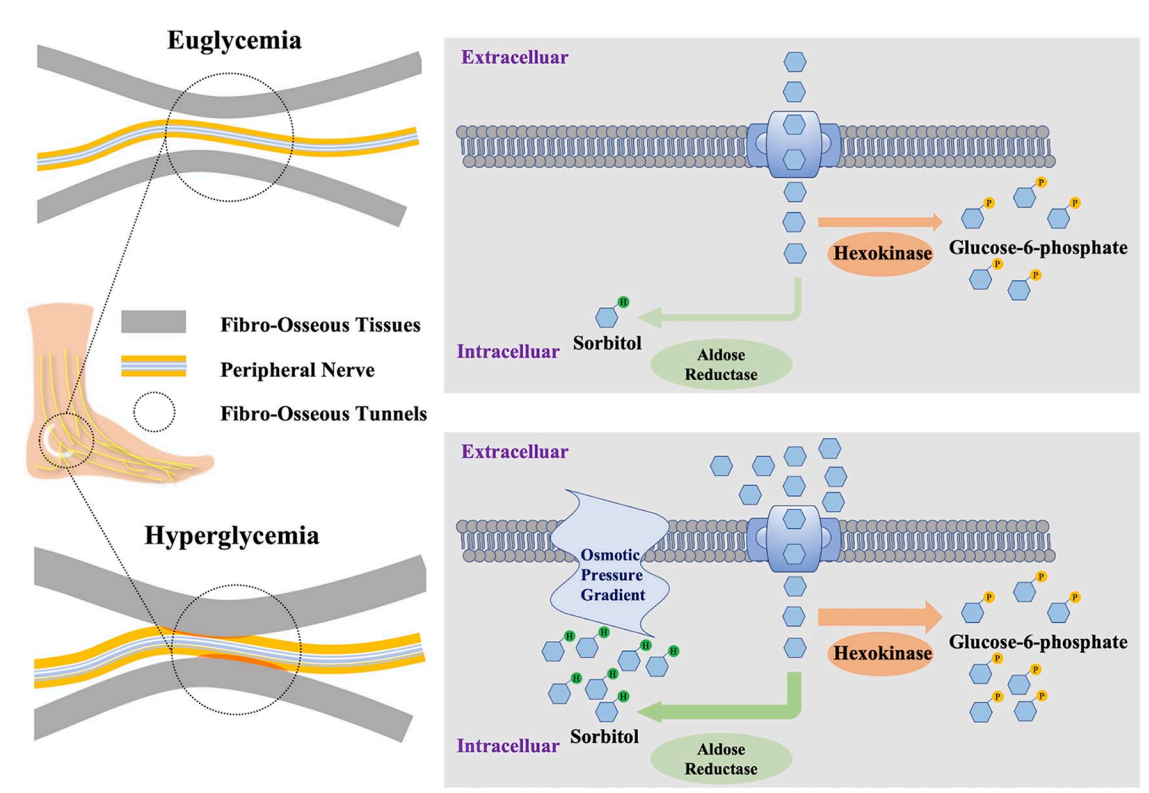 Euglycemia
Fibro-Osseous Tissues
Peripheral Nerve
Fibro-Osseous Tunnels
Hyperglycemia
Extracelluar
P
P
P
Hexokinase
Glucose-6-phosphate
P
P
H
Sorbitol
Intracelluar
Aldose
Reductase
Extracelluar
Osmotic
Pressure
Gradient
P
P
P
Hexokinase
Glucose-6-phosphate
P
P
P
P
H
H
H
H
H
H
H
Sorbitol
Intracelluar
Aldose
Reductase